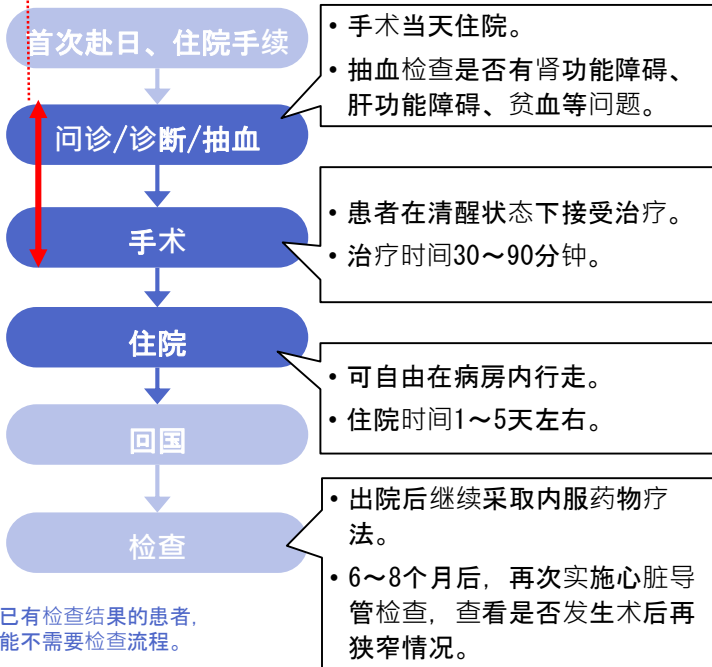 首次赴日、住院手续
• 手术当天住院。
• 抽血检查是否有肾功能障碍、
肝功能障碍、贫血等问题。
问诊/诊断/抽血
• 患者在清醒状态下接受治疗。
• 治疗时间30～90分钟。
手术
住院
• 可自由在病房内行走。
• 住院时间1～5天左右。
回国
检查
• 出院后继续采取内服药物疗
法。
• 6～8个月后，再次实施心脏导
管检查，查看是否发生术后再
狭窄情况。
已有检查结果的患者，
能不需要检查流程。